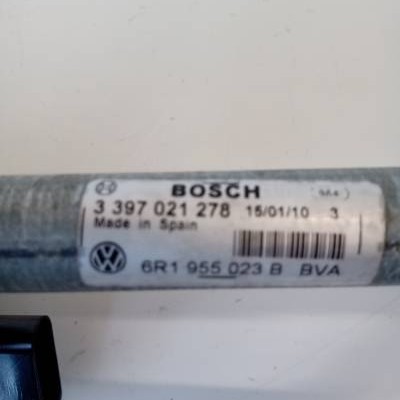 BOSCH
3 397 021 278 15/01/10 3
Made in Spain
6R1 955 023 B BVA